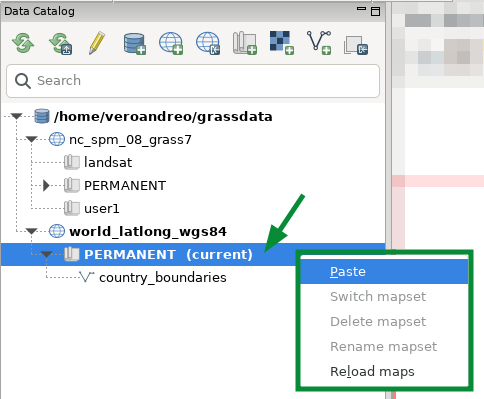 Data Catalog
Search
/home/veroandreo/grassdata
nc_spm_08_grass7
landsat
PERMANENT
user1
world_latlong_wgs84
PERMANENT (current)
country_boundaries
Paste
Switch mapset
Delete mapset
Rename mapset
Reload maps